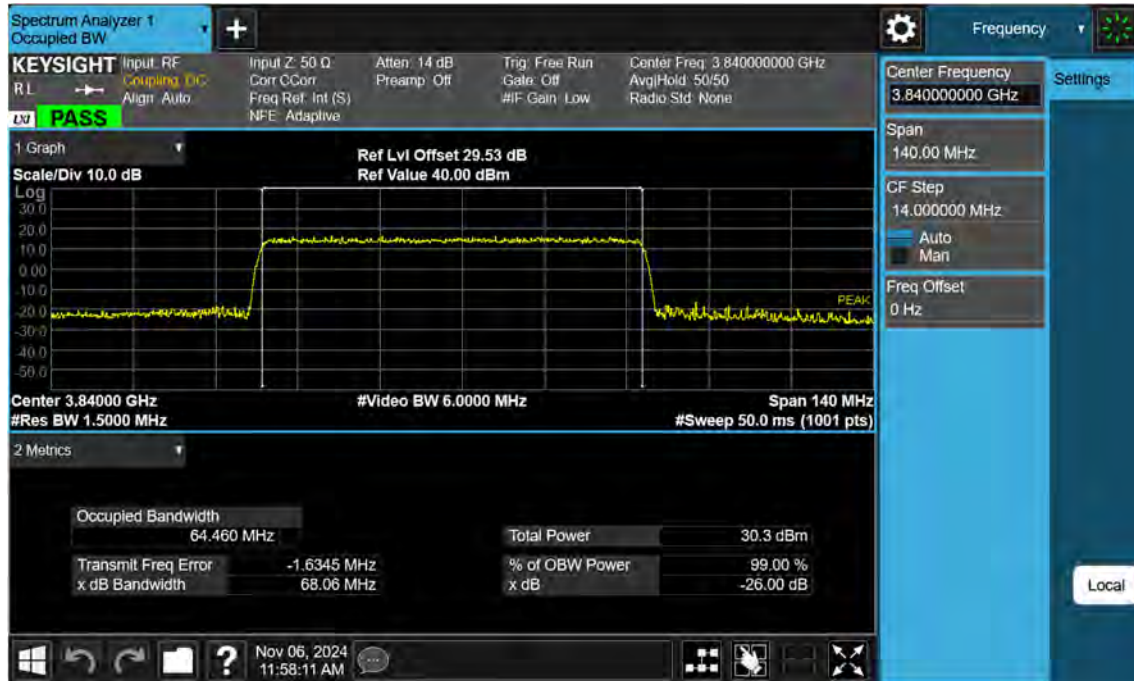 Spectrum Analyzer 1
Occupied BW
Frequency
KEYSIGHT
RL
LXI PASS
Input: RF
Coupling: DC
Align: Auto
Input Z: 50 Ω
Corr CCorr
Freq Ref: Int (S)
NFE: Adaptive
Atten: 14 dB
Preamp: Off
Trig: Free Run
Gate: Off
#IF Gain: Low
Center Freq: 3.840000000 GHz
Avg|Hold: 50/50
Radio Std: None
Center Frequency
3.840000000 GHz
Settings
Span
140.00 MHz
CF Step
14.000000 MHz
Auto
Man
Freq Offset
0 Hz
1 Graph
Scale/Div 10.0 dB
Ref Lvl Offset 29.53 dB
Ref Value 40.00 dBm
Log
30.0
20.0
10.0
0.00
-10.0
-20.0
-30.0
-40.0
-50.0
PEAK
Center 3.84000 GHz
#Res BW 1.5000 MHz
#Video BW 6.0000 MHz
Span 140 MHz
#Sweep 50.0 ms (1001 pts)
2 Metrics
Occupied Bandwidth
64.460 MHz
Total Power 30.3 dBm
Transmit Freq Error -1.6345 MHz
% of OBW Power 99.00 %
x dB Bandwidth 68.06 MHz
x dB -26.00 dB
Local
?
Nov 06, 2024
11:58:11 AM